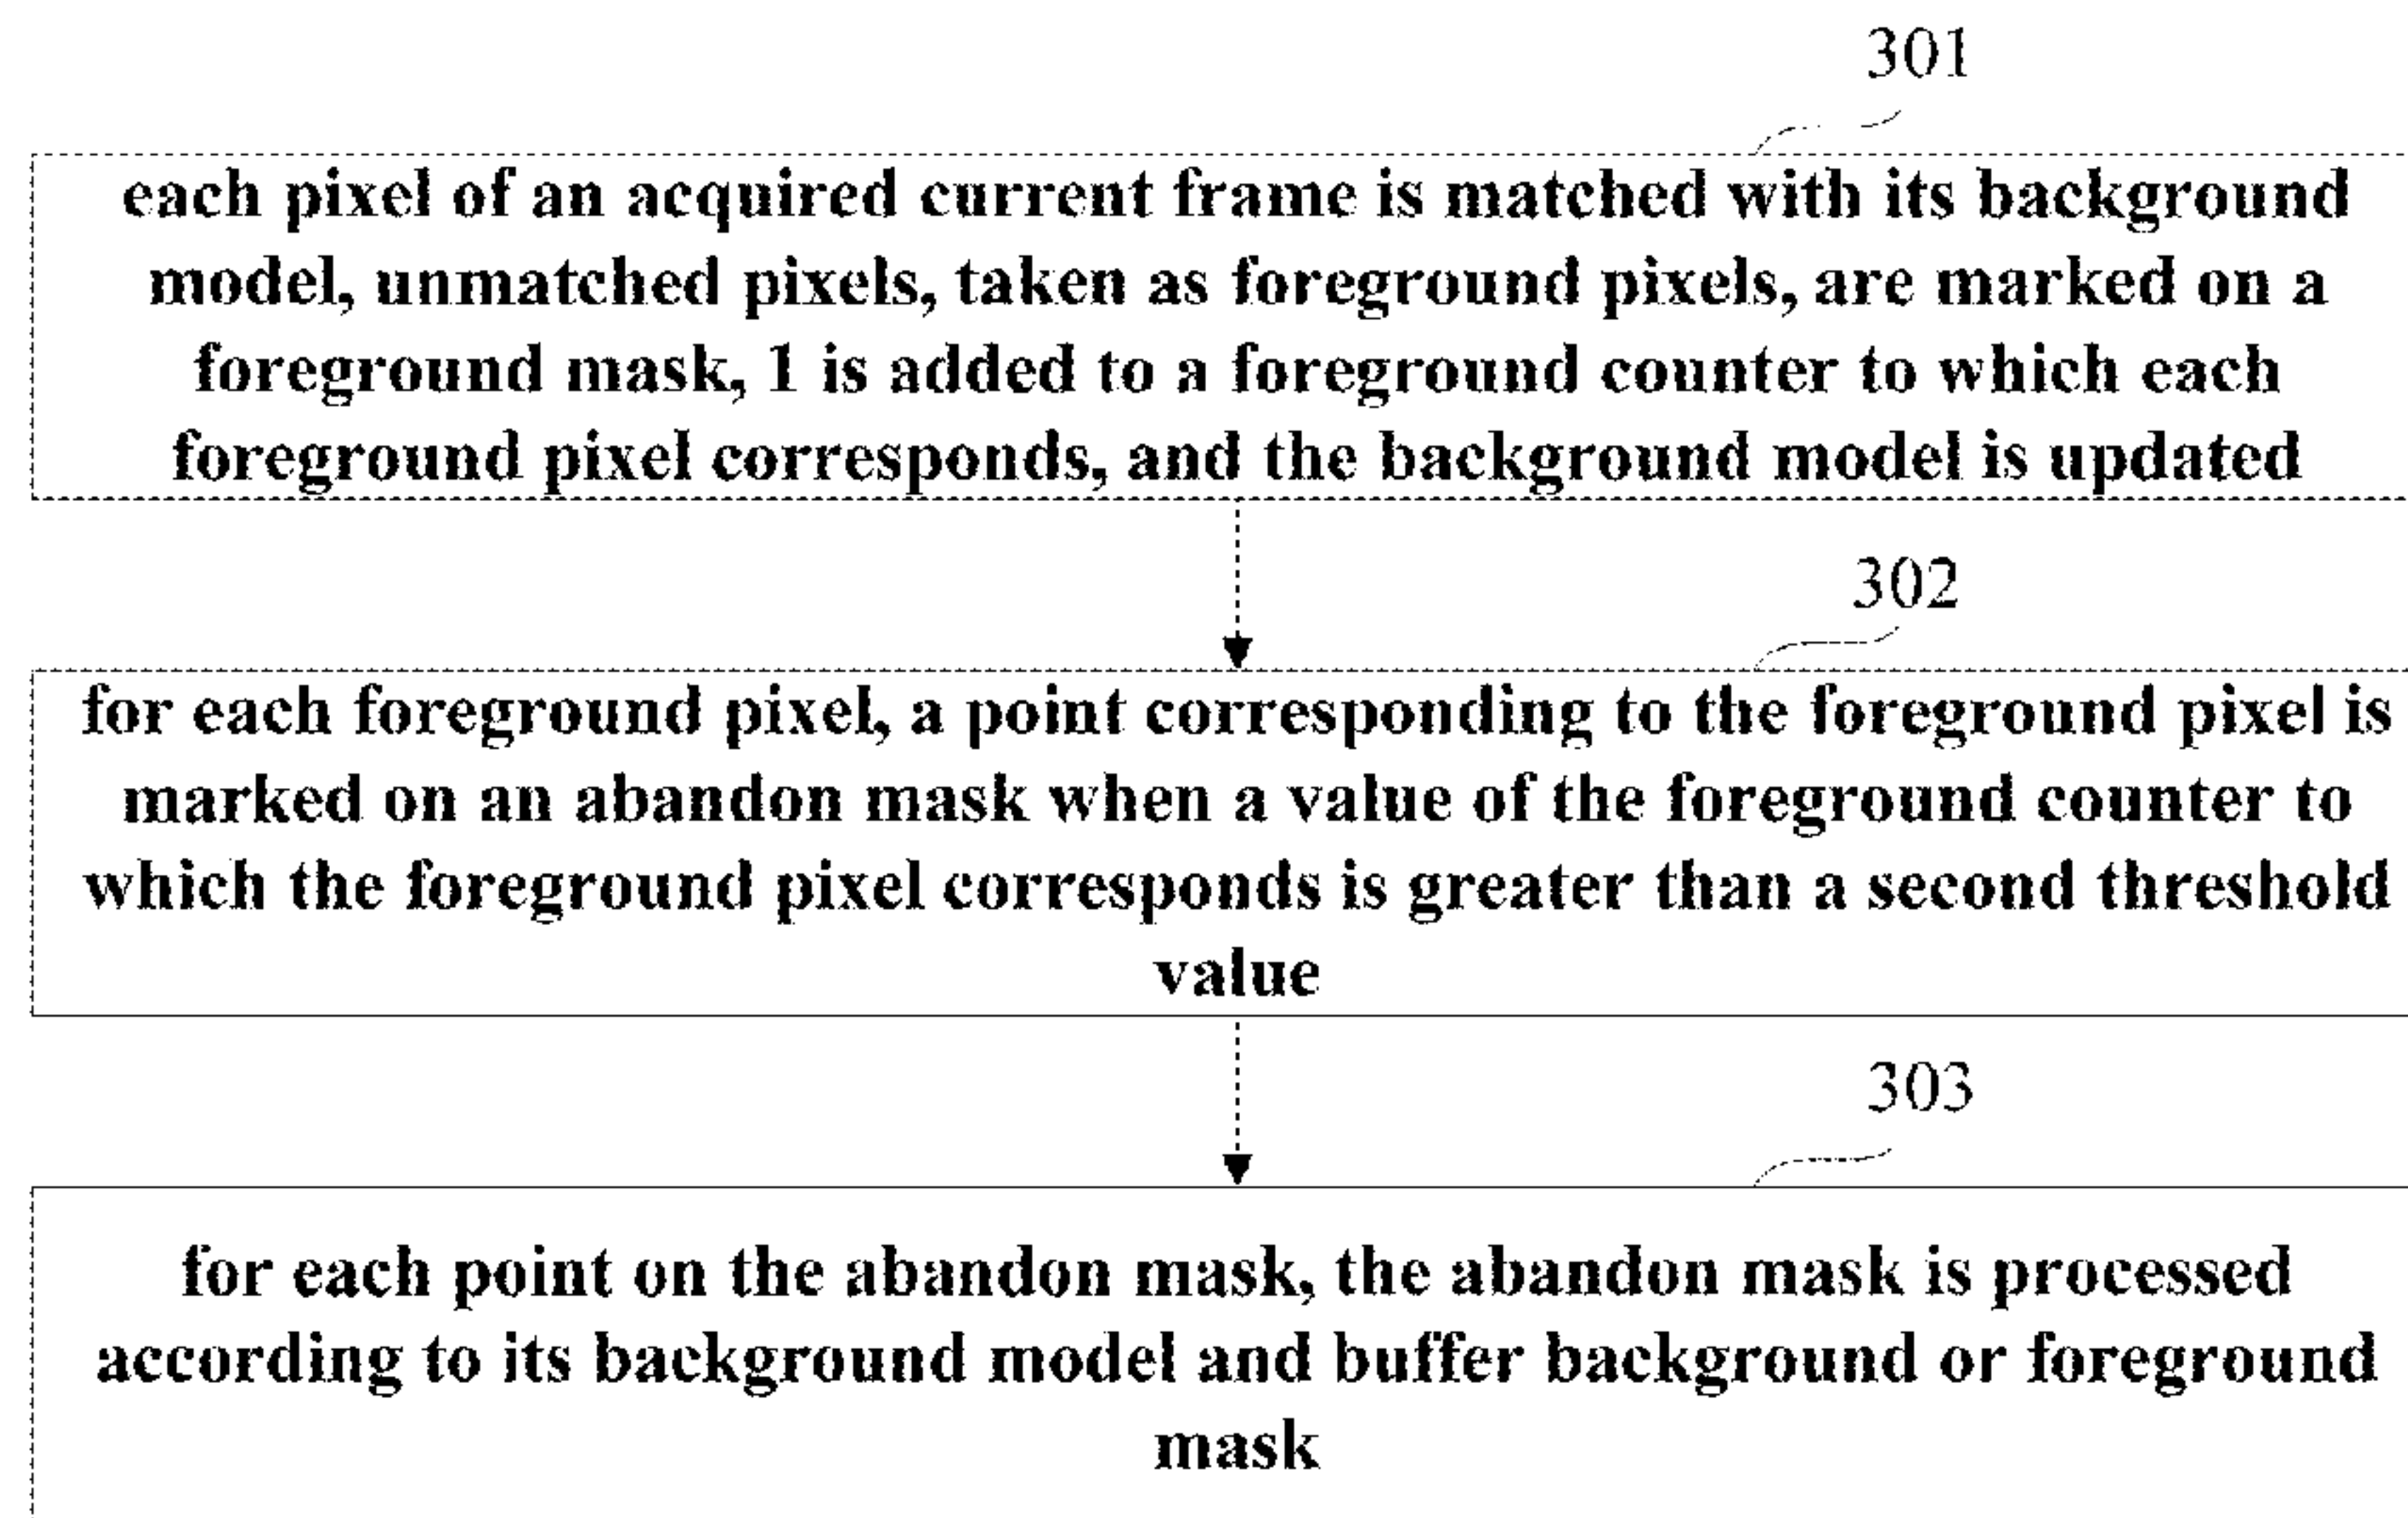 301
each pixel of an acquired current frame is matched with its background
model, unmatched pixels, taken as foreground pixels, are marked on a
foreground mask, 1 is added to a foreground counter to which each
foreground pixel corresponds, and the background model is updated
302
for each foreground pixel, a point corresponding to the foreground pixel is
marked on an abandon mask when a value of the foreground counter to
which the foreground pixel corresponds is greater than a second threshold
value
303
for each point on the abandon mask, the abandon mask is processed
according to its background model and buffer background or foreground
mask